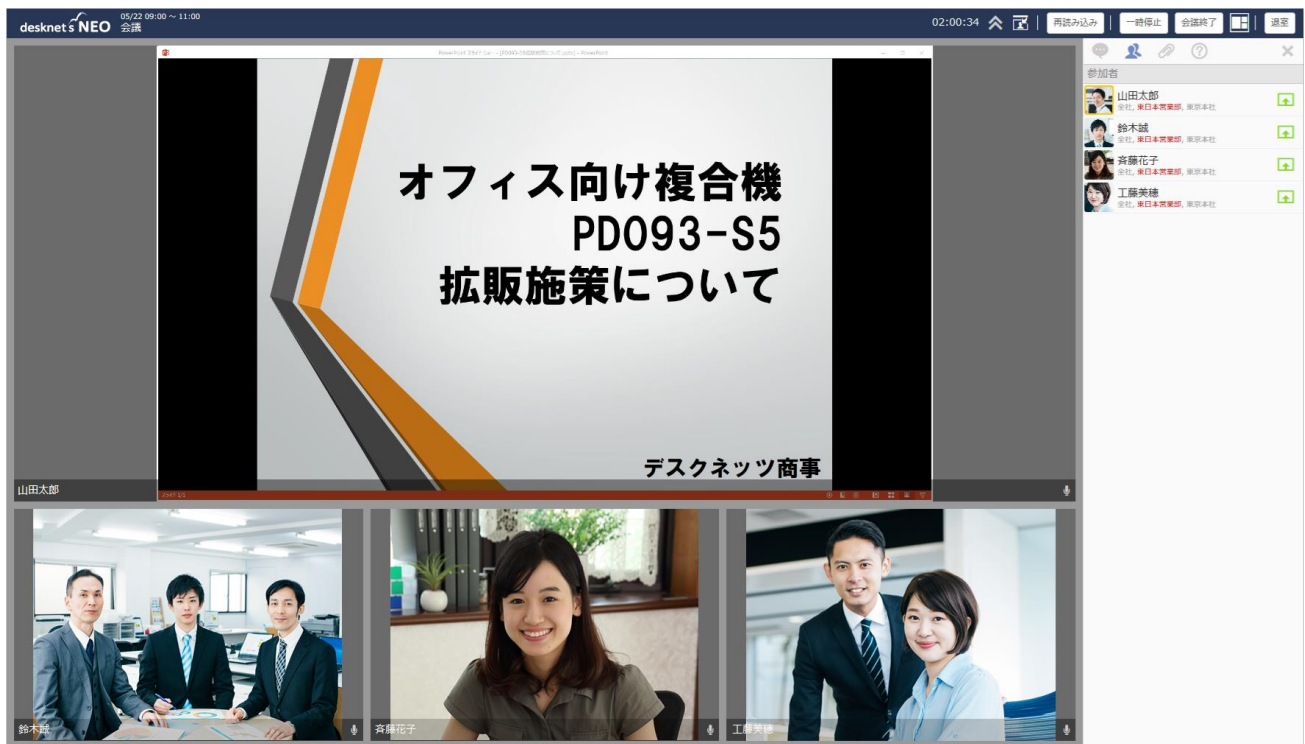 desknet's NEO
05/22 09:00 ~ 11:00
会議
02:00:34
再読み込み
一時停止
会議終了
退室
オフィス向け複合機
PD093-S5
拡販施策について
デスクネッツ商事
山田太郎
鈴木誠
斉藤花子
工藤美穂
参加者
山田太郎
全社, 東日本営業部, 東京本社
鈴木誠
全社, 東日本営業部, 東京本社
斉藤花子
全社, 東日本営業部, 東京本社
工藤美穂
全社, 東日本営業部, 東京本社